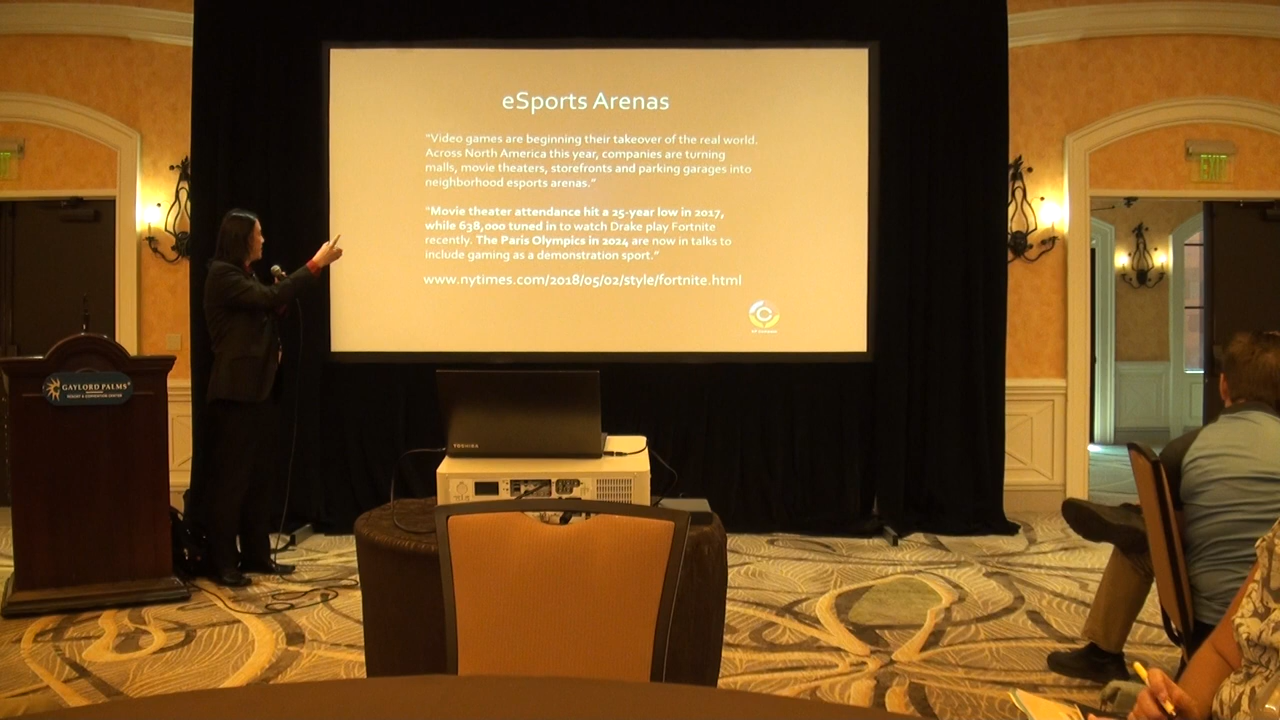 eSports Arenas
"Video games are beginning their takeover of the real world.
Across North America this year, companies are turning
malls, movie theaters, storefronts and parking garages into
neighborhood esports arenas."
"Movie theater attendance hit a 25-year low in 2017,
while 638,000 tuned in to watch Drake play Fortnite
recently. The Paris Olympics in 2024 are now in talks to
include gaming as a demonstration sport."
www.nytimes.com/2018/05/02/style/fortnite.html
EXIT
GAYLORD PALMS
RESORT & CONVENTION CENTER
TOSHIBA